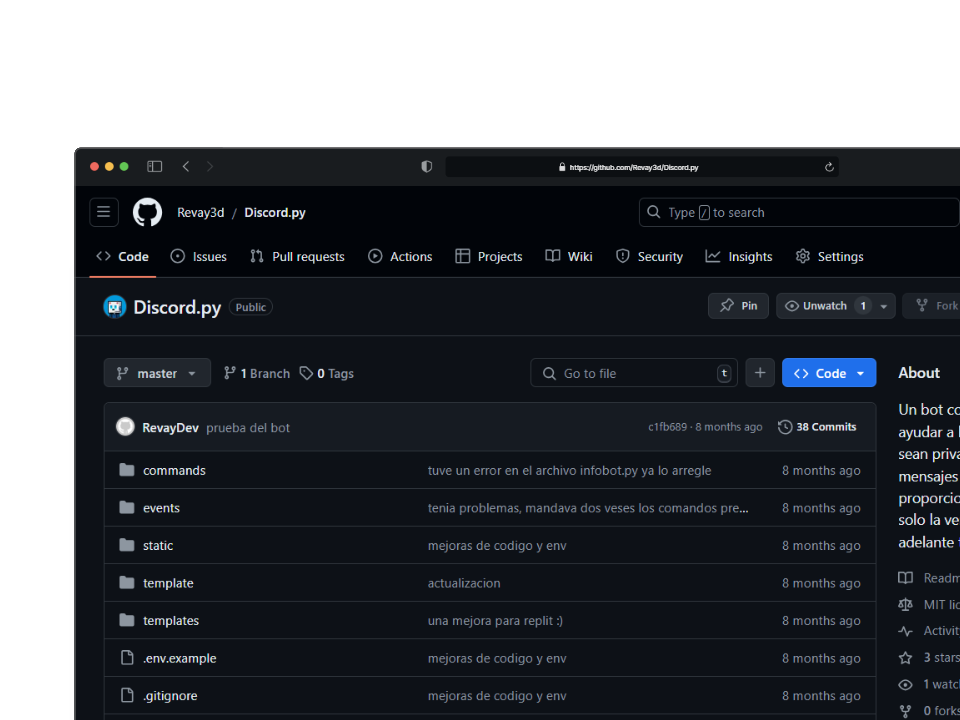 https://github.com/Revay3d/Discord.py
Revay3d / Discord.py
Type / to search
Code Issues Pull requests Actions Projects Wiki Security Insights Settings
Discord.py Public
Pin Unwatch 1 Fork
master 1 Branch 0 Tags
Go to file t
Code
About
RevayDev prueba del bot c1fb689 · 8 months ago 38 Commits
commands tuve un error en el archivo infobot.py ya lo arregle 8 months ago
events tenia problemas, mandava dos veses los comandos pre... 8 months ago
static mejoras de codigo y env 8 months ago
template actualizacion 8 months ago
templates una mejora para replit :) 8 months ago
.env.example mejoras de codigo y env 8 months ago
.gitignore mejoras de codigo y env 8 months ago
Un bot co
ayudar a
sean priva
mensajes
proporcio
solo la ve
adelante
Readm
MIT lic
Activit
3 stars
1 watc
0 forks